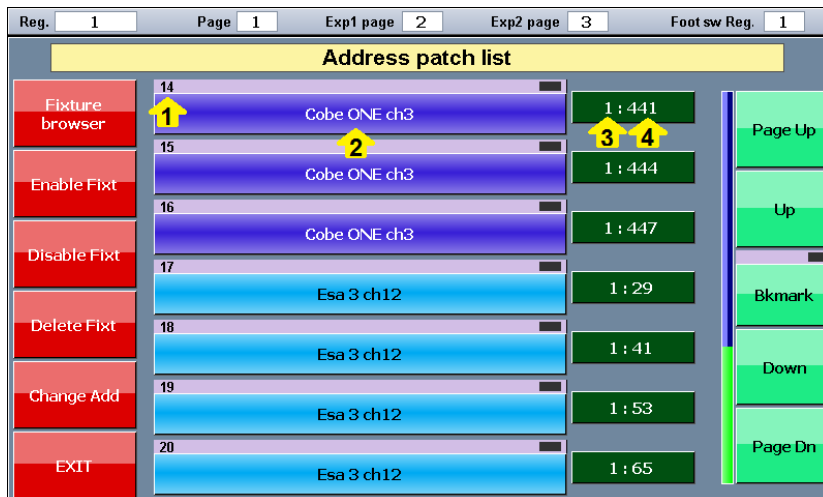 Reg. 1 Page 1 Exp1 page 2 Exp2 page 3 Foot sw Reg. 1
Address patch list
Fixture
browser
Enable Fixt
Disable Fixt
Delete Fixt
Change Add
EXIT
14
Cobe ONE ch3
1 : 441
1
2
3
4
15
Cobe ONE ch3
1 : 444
16
Cobe ONE ch3
1 : 447
17
Esa 3 ch12
1 : 29
18
Esa 3 ch12
1 : 41
19
Esa 3 ch12
1 : 53
20
Esa 3 ch12
1 : 65
Page Up
Up
Bkmark
Down
Page Dn